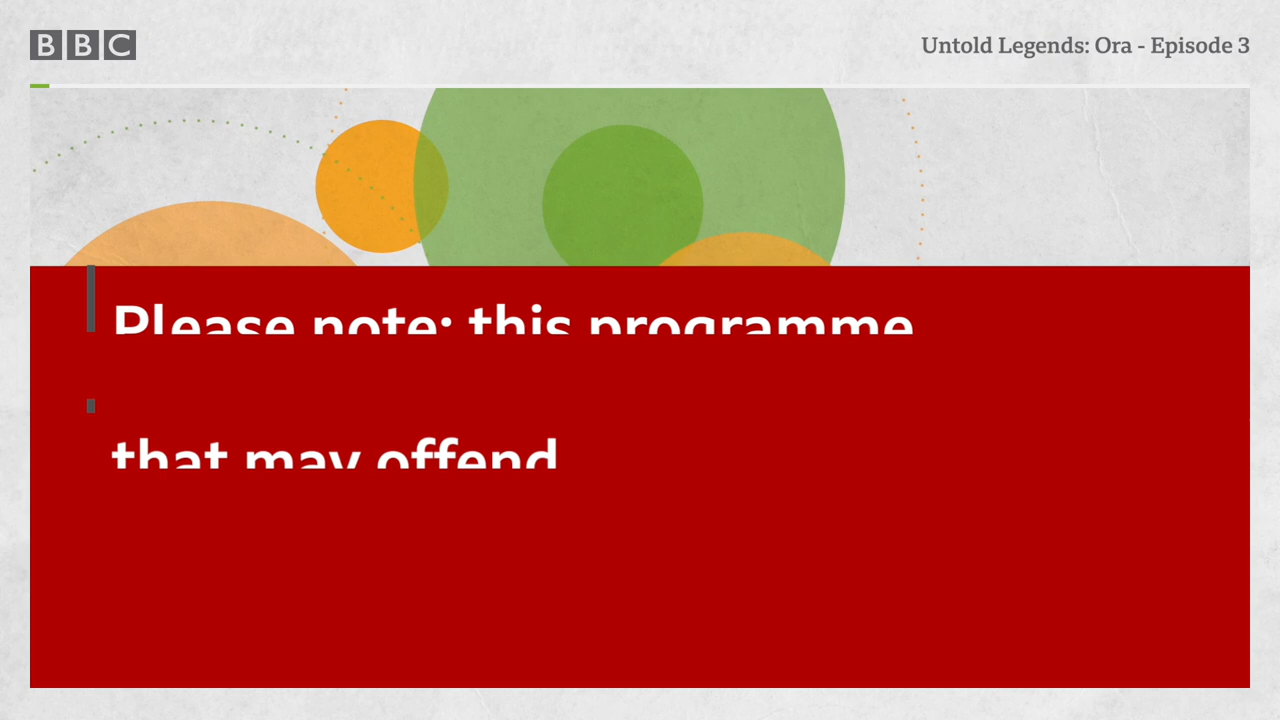 BBC
Untold Legends: Ora - Episode 3
Please note: this programme
that may offend